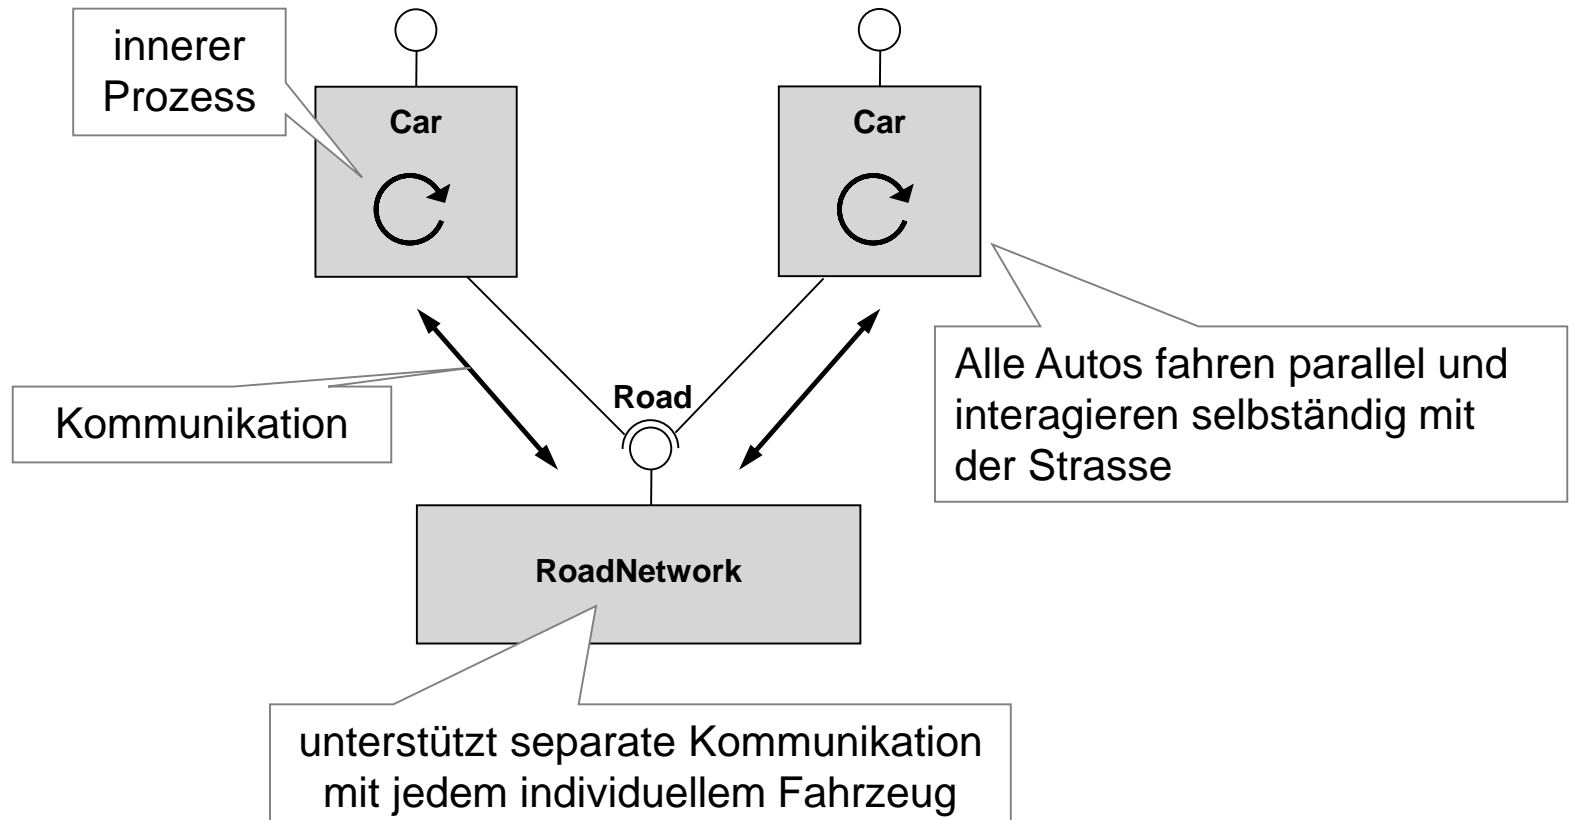 innerer
Prozess
Car
Car
Kommunikation
Road
Alle Autos fahren parallel und
interagieren selbständig mit
der Strasse
RoadNetwork
unterstützt separate Kommunikation
mit jedem individuellem Fahrzeug